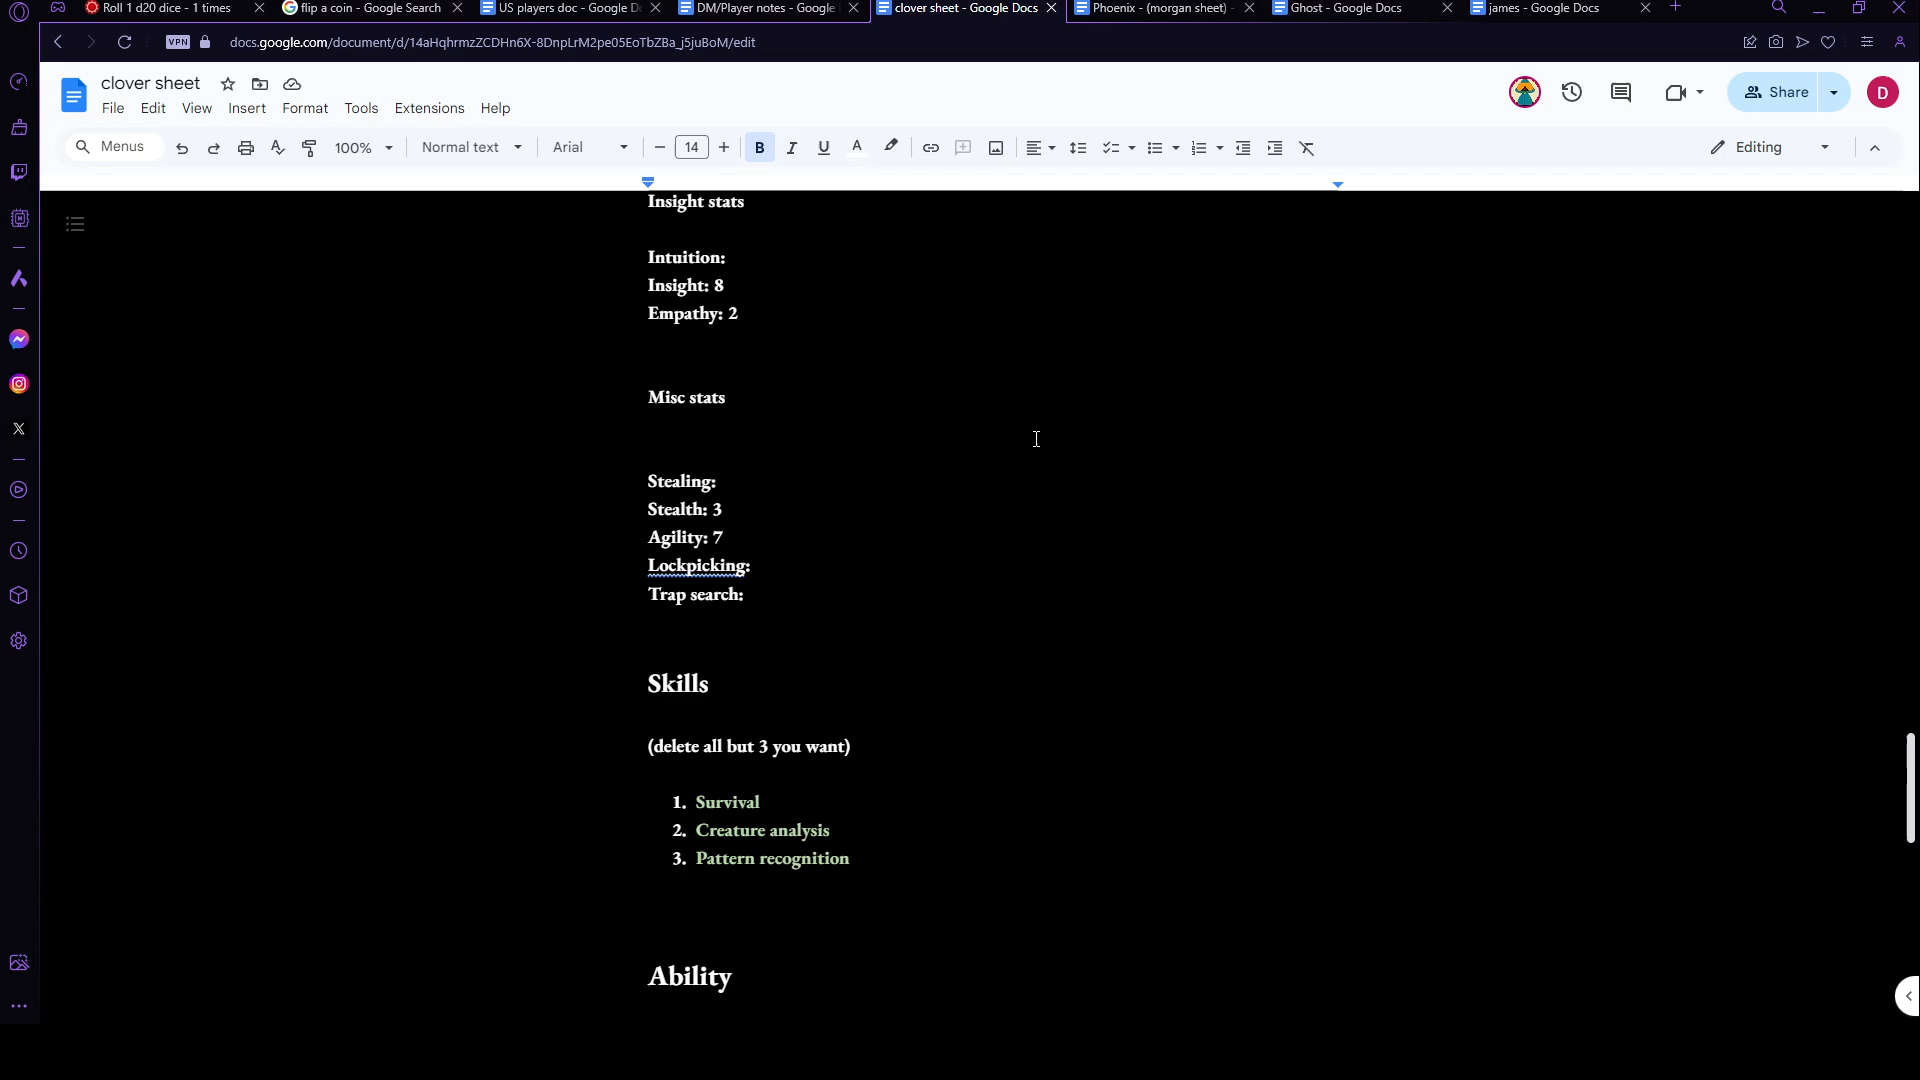 Roll 1 d20 dice - 1 times
flip a coin - Google Search
US players doc - Google D
DM/Player notes - Google
clover sheet - Google Docs
Phoenix - (morgan sheet) -
Ghost - Google Docs
james - Google Docs
VPN
docs.google.com/document/d/14aHqhrmzZCDHn6X-8DnpLrM2pe05EoTbZBa_j5juBoM/edit
clover sheet
Share
D
File Edit View Insert Format Tools Extensions Help
Menus 100% Normal text Arial 14 B I U A Editing
Insight stats
Intuition:
Insight: 8
Empathy: 2
Misc stats
Stealing:
Stealth: 3
Agility: 7
Lockpicking:
Trap search:
Skills
(delete all but 3 you want)
1. Survival
2. Creature analysis
3. Pattern recognition
Ability